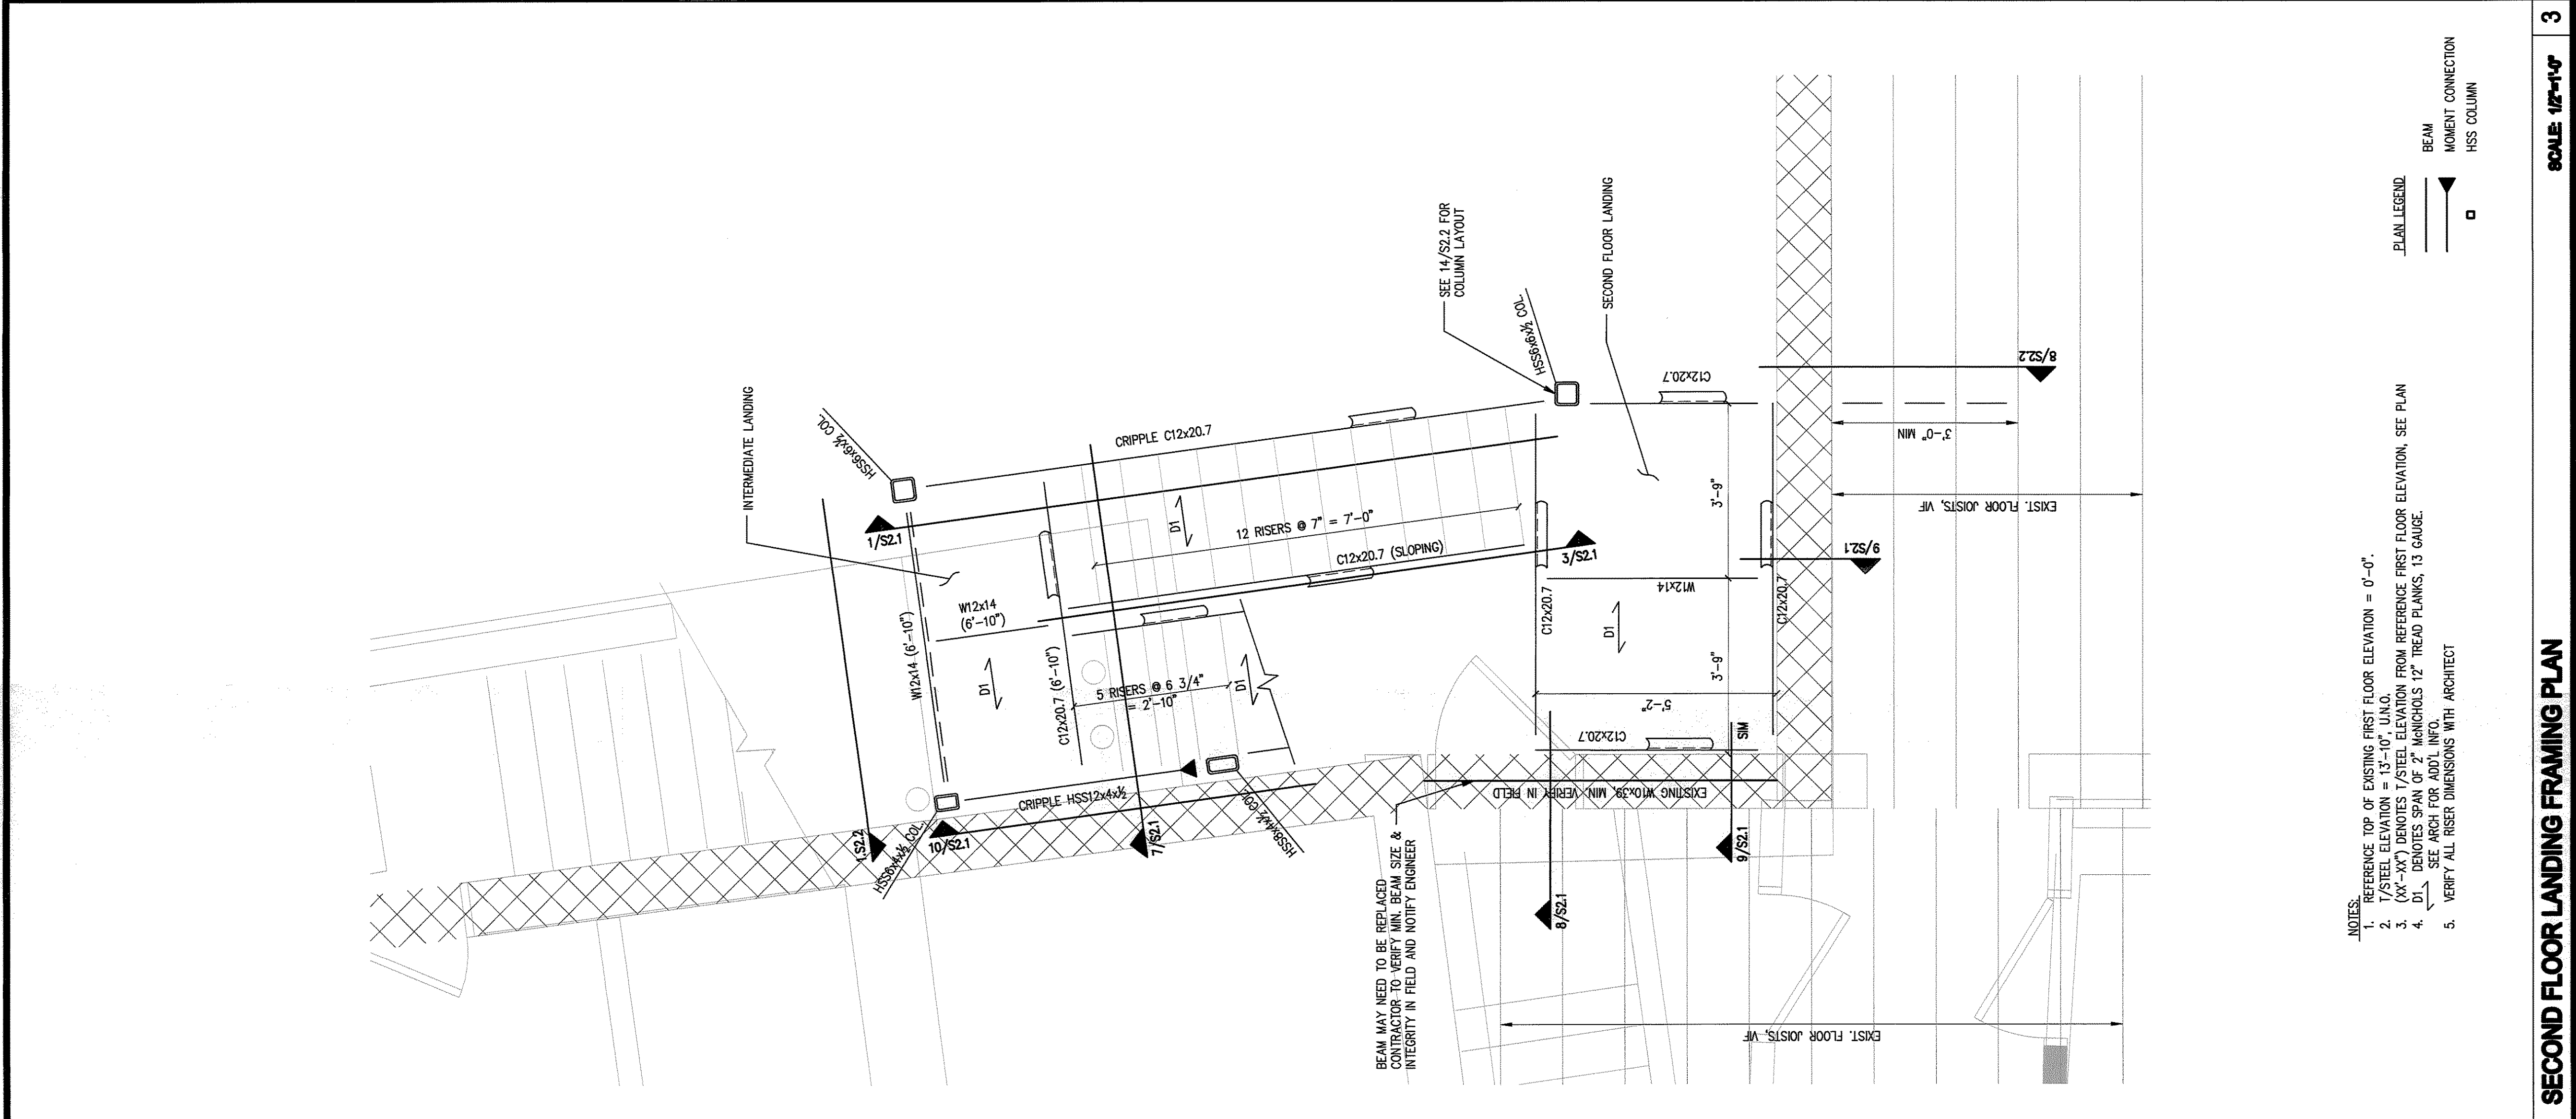 INTERMEDIATE LANDING
HSS6x6x½ COL.
1/S2.1
CRIPPLE C12x20.7
D1
12 RISERS @ 7" = 7'-0"
C12x20.7 (SLOPING)
3/S2.1
W12x14
(6'-10")
W12x14 (6'-10")
D1
C12x20.7 (6'-10")
5 RISERS @ 6 3/4"
= 2'-10"
D1
CRIPPLE HSS12x4x½
10/S2.1
HSS6x4x½ COL.
7/S2.1
HSS8x4x½ COL.
SEE 14/S2.2 FOR
COLUMN LAYOUT
HSS6x6x½ COL.
SECOND FLOOR LANDING
C12x20.7
8/S2.2
3'-0" MIN
EXIST. FLOOR JOISTS, VIF
9/S2.1
3'-9"
W12x14
C12x20.7
C12x20.7
D1
3'-9"
5'-2"
C12x20.7
SIM
EXISTING W10x39, MIN. VERIFY IN FIELD
9/S2.1
8/S2.1
BEAM MAY NEED TO BE REPLACED
CONTRACTOR TO VERIFY MIN. BEAM SIZE &
INTEGRITY IN FIELD AND NOTIFY ENGINEER
EXIST. FLOOR JOISTS, VIF
NOTES:
1. REFERENCE TOP OF EXISTING FIRST FLOOR ELEVATION = 0'-0".
2. T/STEEL ELEVATION = 13'-10", U.N.O.
3. (XX'-XX") DENOTES T/STEEL ELEVATION FROM REFERENCE FIRST FLOOR ELEVATION, SEE PLAN
4. D1 DENOTES SPAN OF 2" McNICHOLS 12" TREAD PLANKS, 13 GAUGE.
SEE ARCH FOR ADD'L INFO.
5. VERIFY ALL RISER DIMENSIONS WITH ARCHITECT
PLAN LEGEND
BEAM
MOMENT CONNECTION
HSS COLUMN
SECOND FLOOR LANDING FRAMING PLAN
SCALE: 1/2"=1'-0"
3